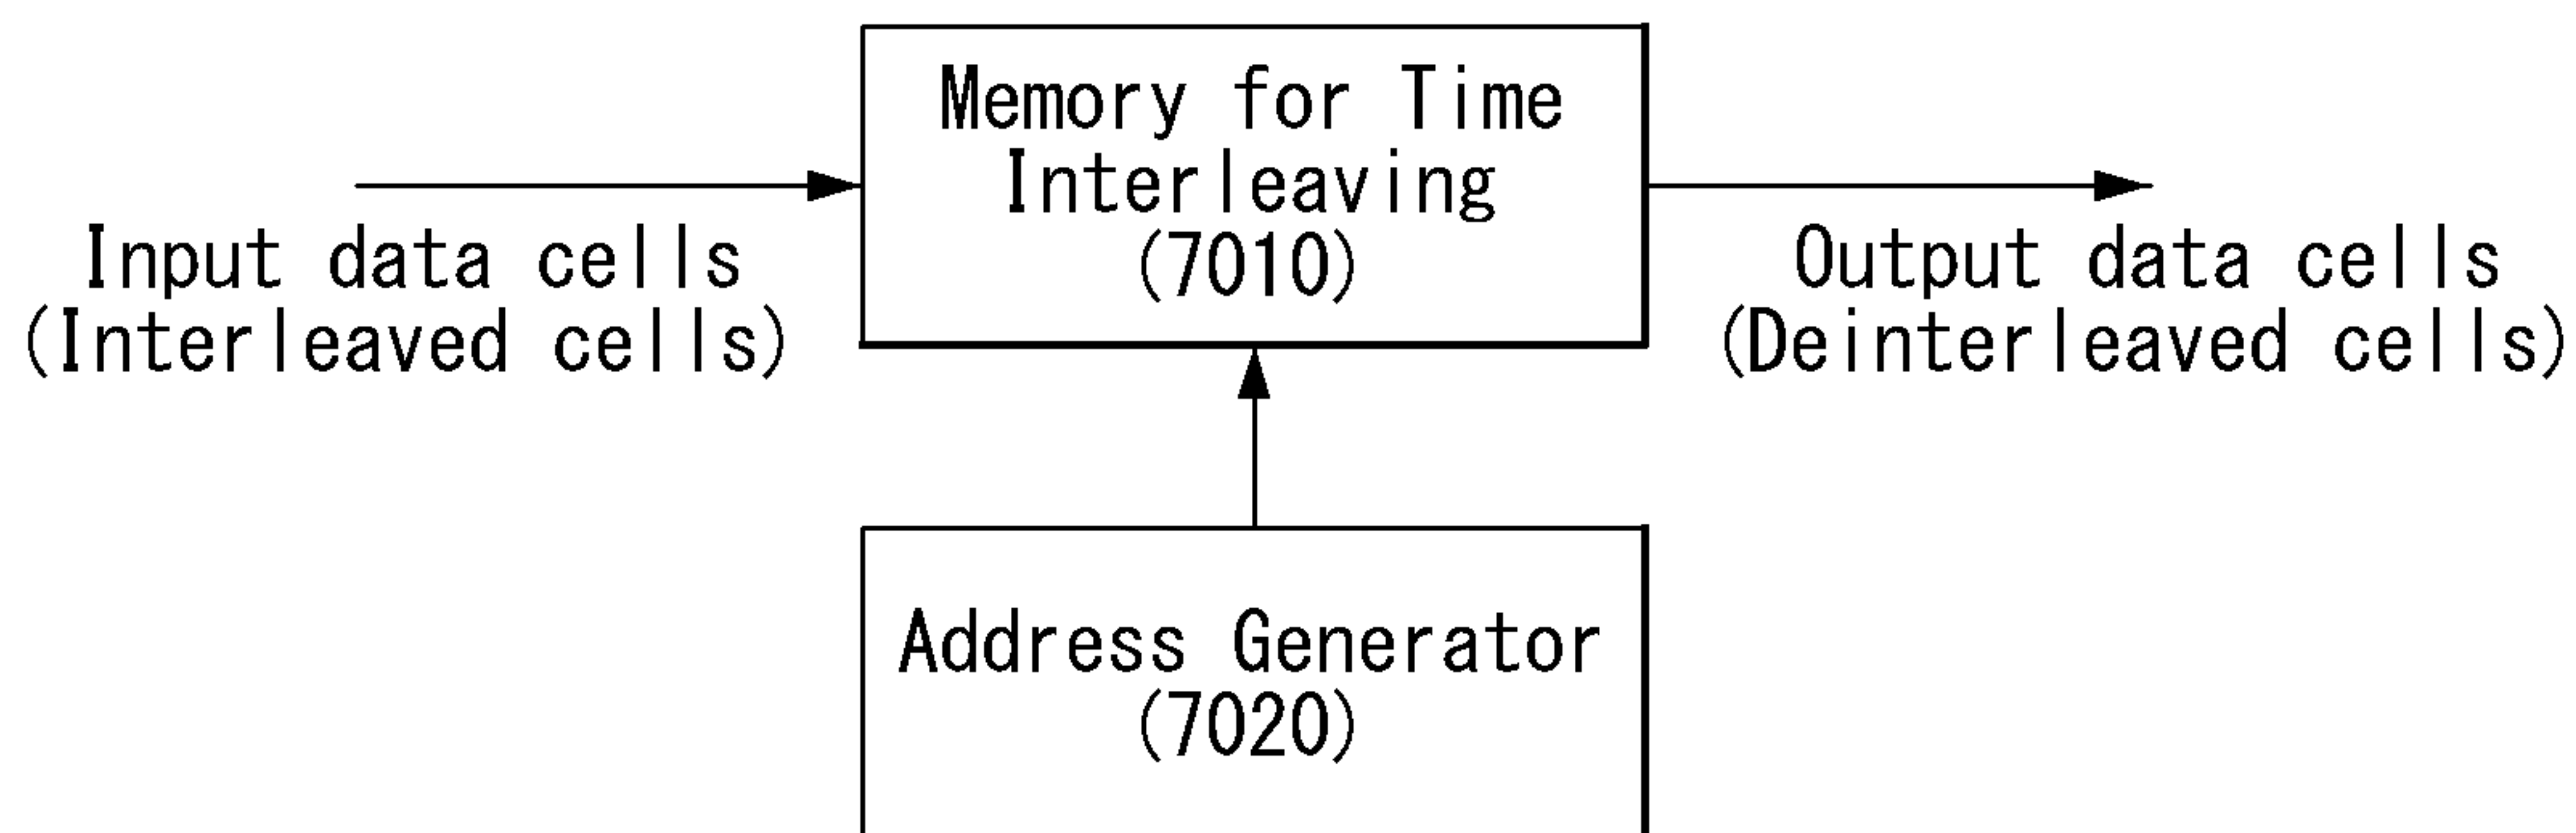 Memory for Time
Interleaving
(7010)
Input data cells
(Interleaved cells)
Output data cells
(Deinterleaved cells)
Address Generator
(7020)